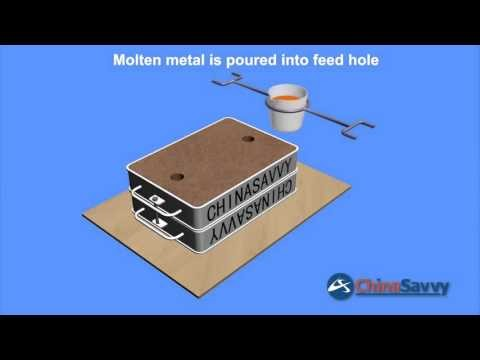 Molten metal is poured into feed hole
CHINASAVVY
CHINASAVVY
ChinaSavvy